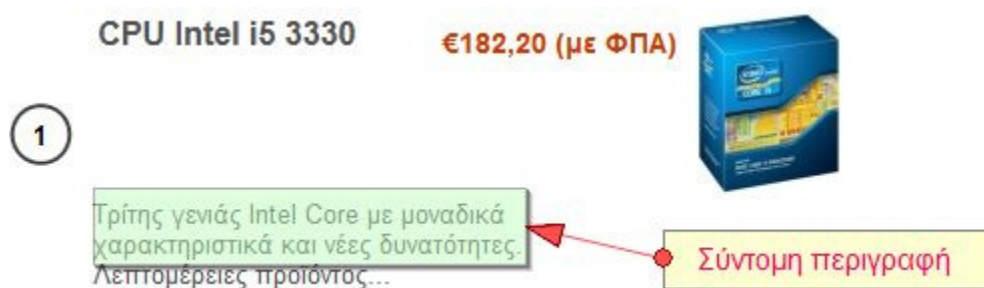 CPU Intel i5 3330
€182,20 (με ΦΠΑ)
1
Τρίτης γενιάς Intel Core με μοναδικά
χαρακτηριστικά και νέες δυνατότητες.
Λεπτομέρειες προϊόντος...
Σύντομη περιγραφή